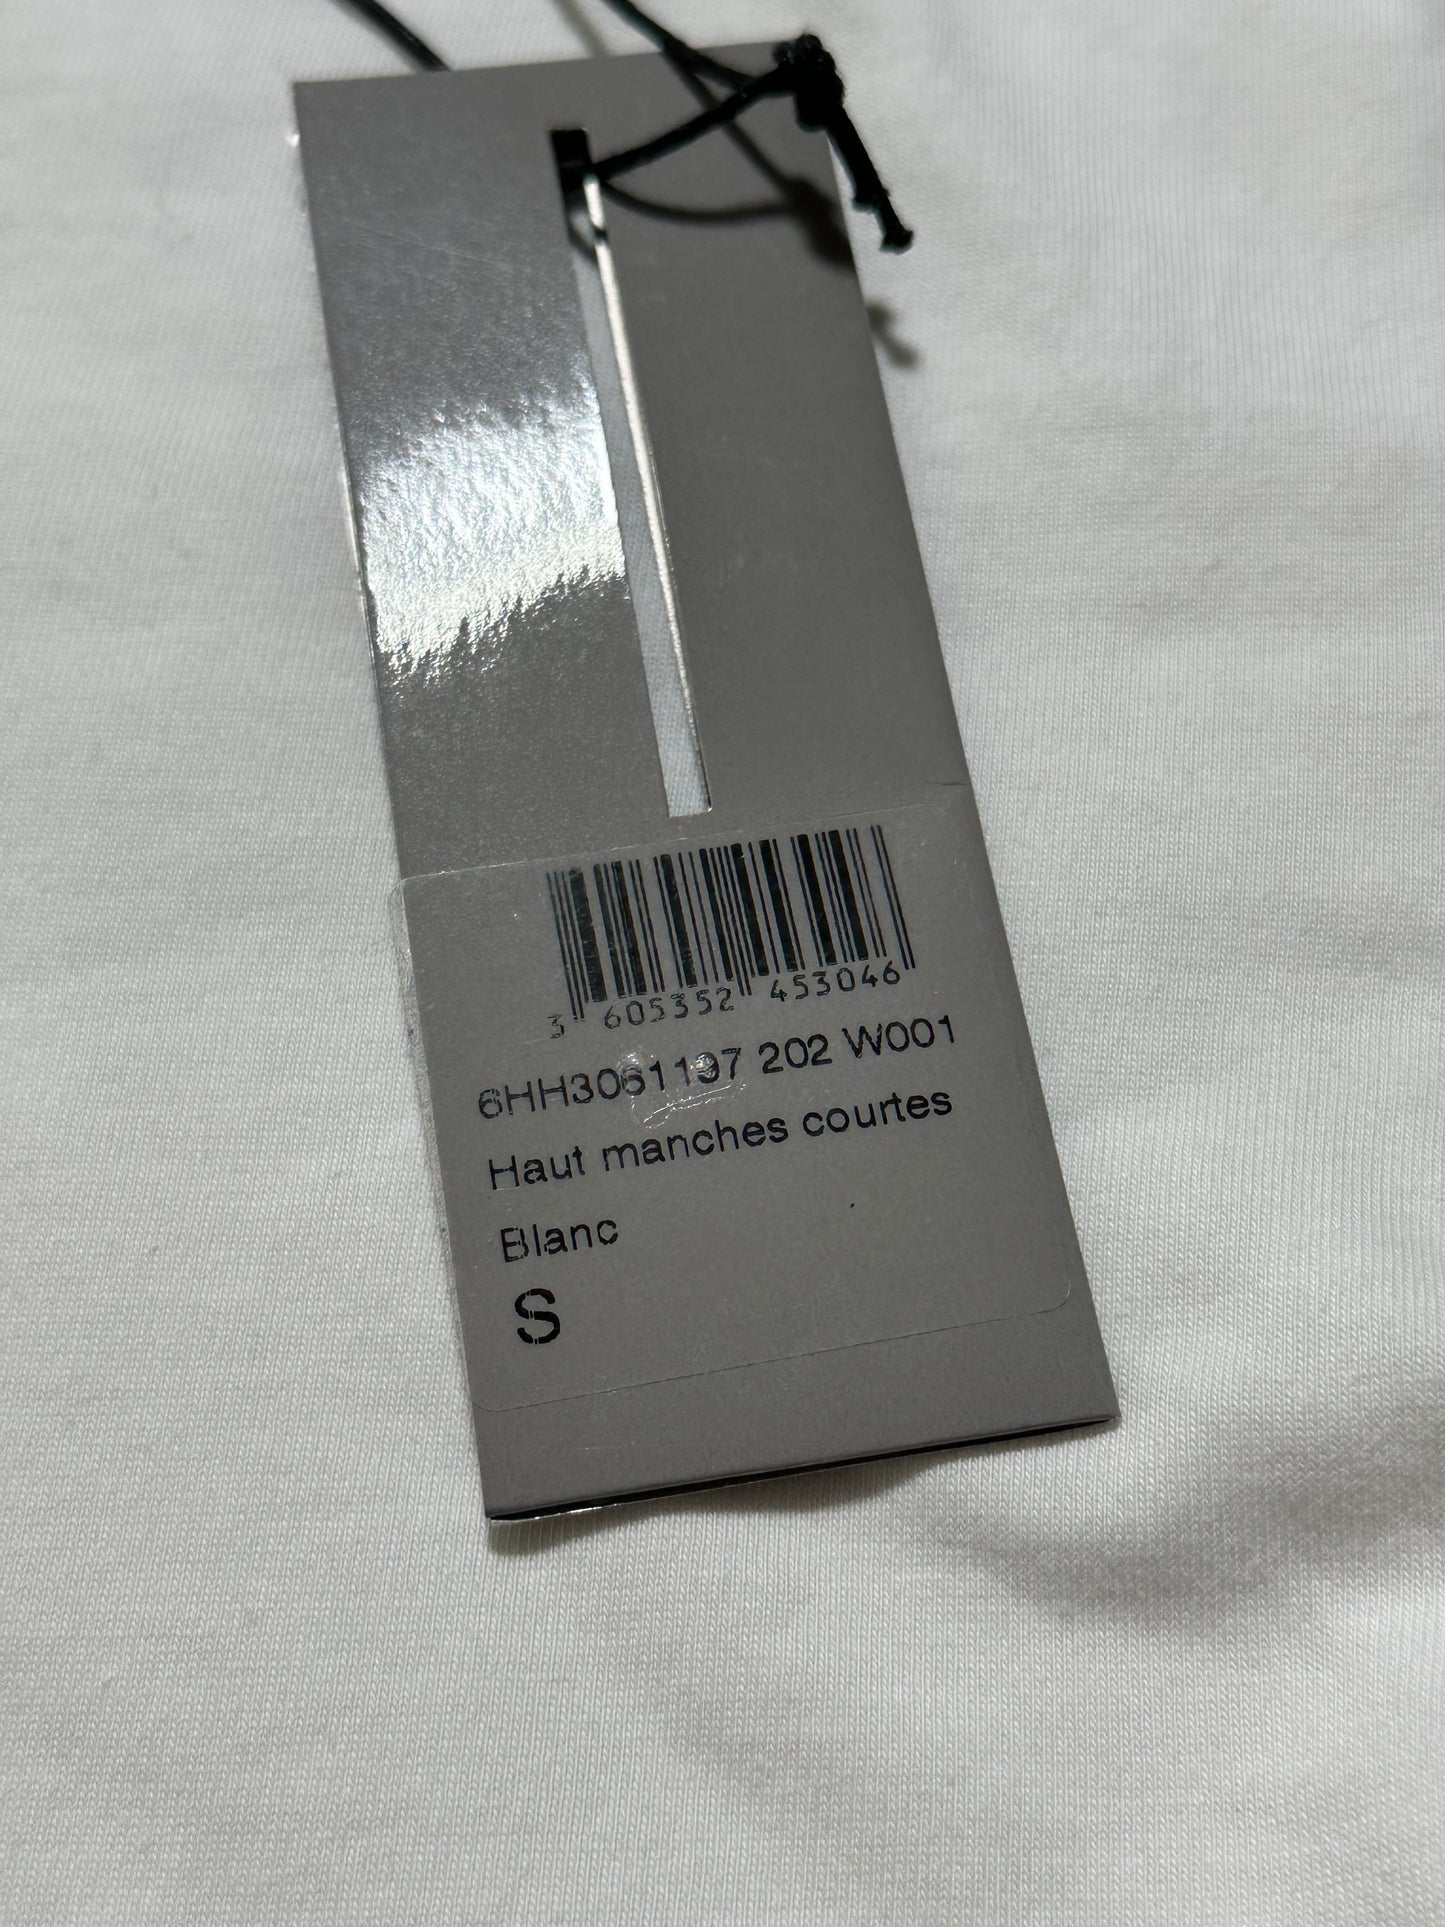 3 605352 453046
6HH3061197 202 W001
Haut manches courtes
Blanc
S